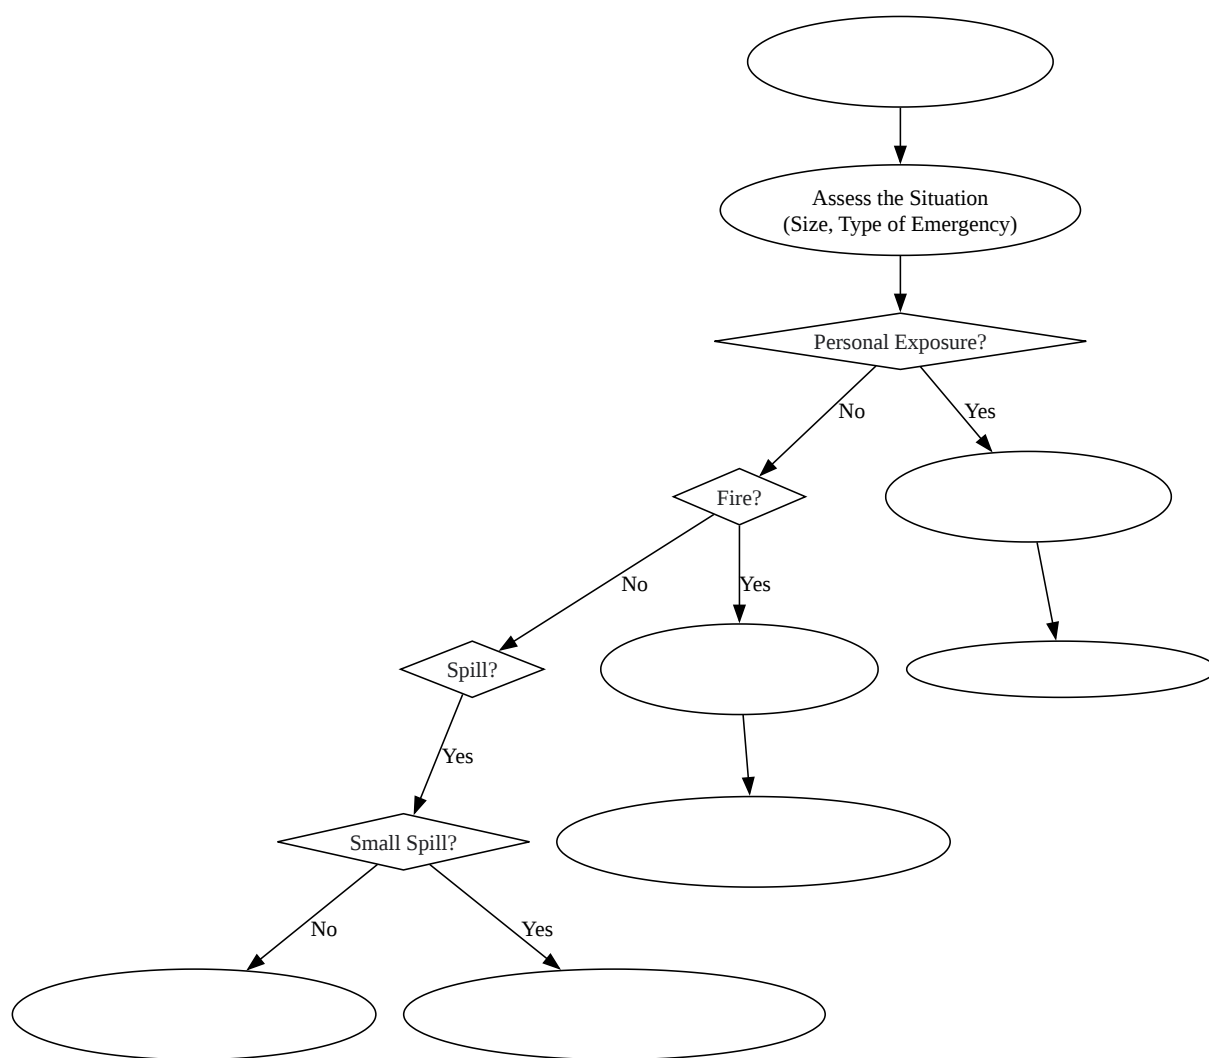 Assess the Situation
(Size, Type of Emergency)
Personal Exposure?
No
Yes
Fire?
No
Yes
Spill?
Yes
Small Spill?
No
Yes